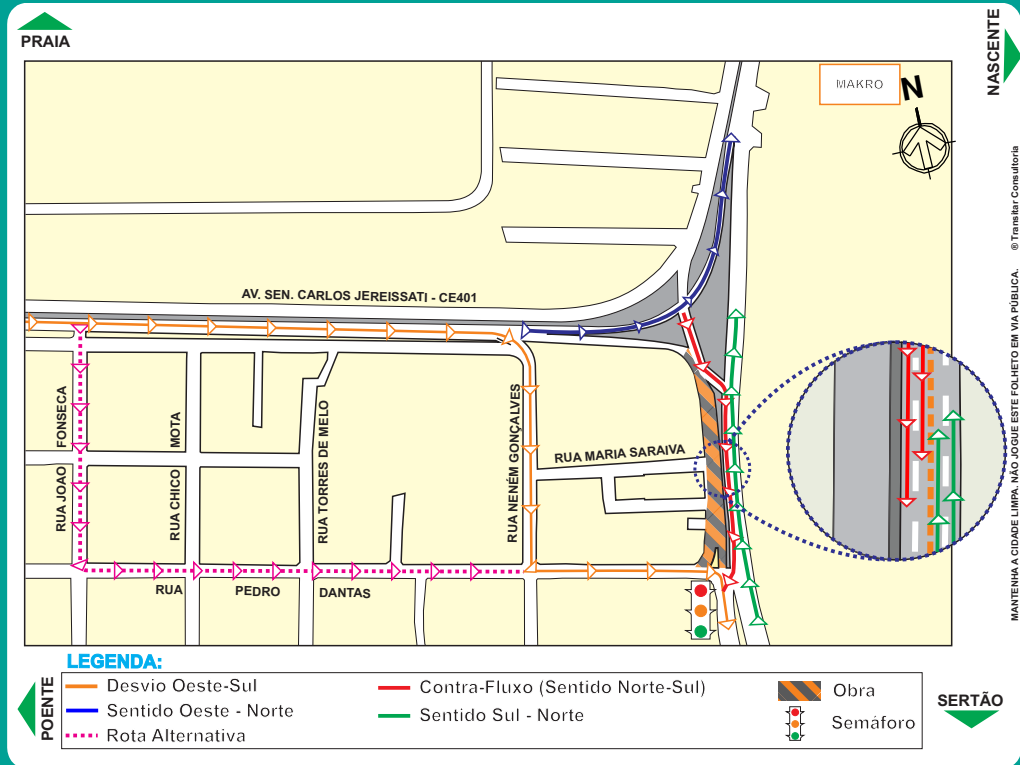 PRAIA
NASCENTE
MAKRO
N
® Transitar Consultoria
AV. SEN. CARLOS JEREISSATI - CE401
RUA JOAO FONSECA
RUA CHICO MOTA
RUA TORRES DE MELO
RUA NENÉM GONÇALVES
RUA MARIA SARAIVA
RUA PEDRO DANTAS
MANTENHA A CIDADE LIMPA. NÃO JOGUE ESTE FOLHETO EM VIA PÚBLICA.
LEGENDA:
POENTE
SERTÃO
Desvio Oeste-Sul
Sentido Oeste - Norte
Rota Alternativa
Contra-Fluxo (Sentido Norte-Sul)
Sentido Sul - Norte
Obra
Semáforo